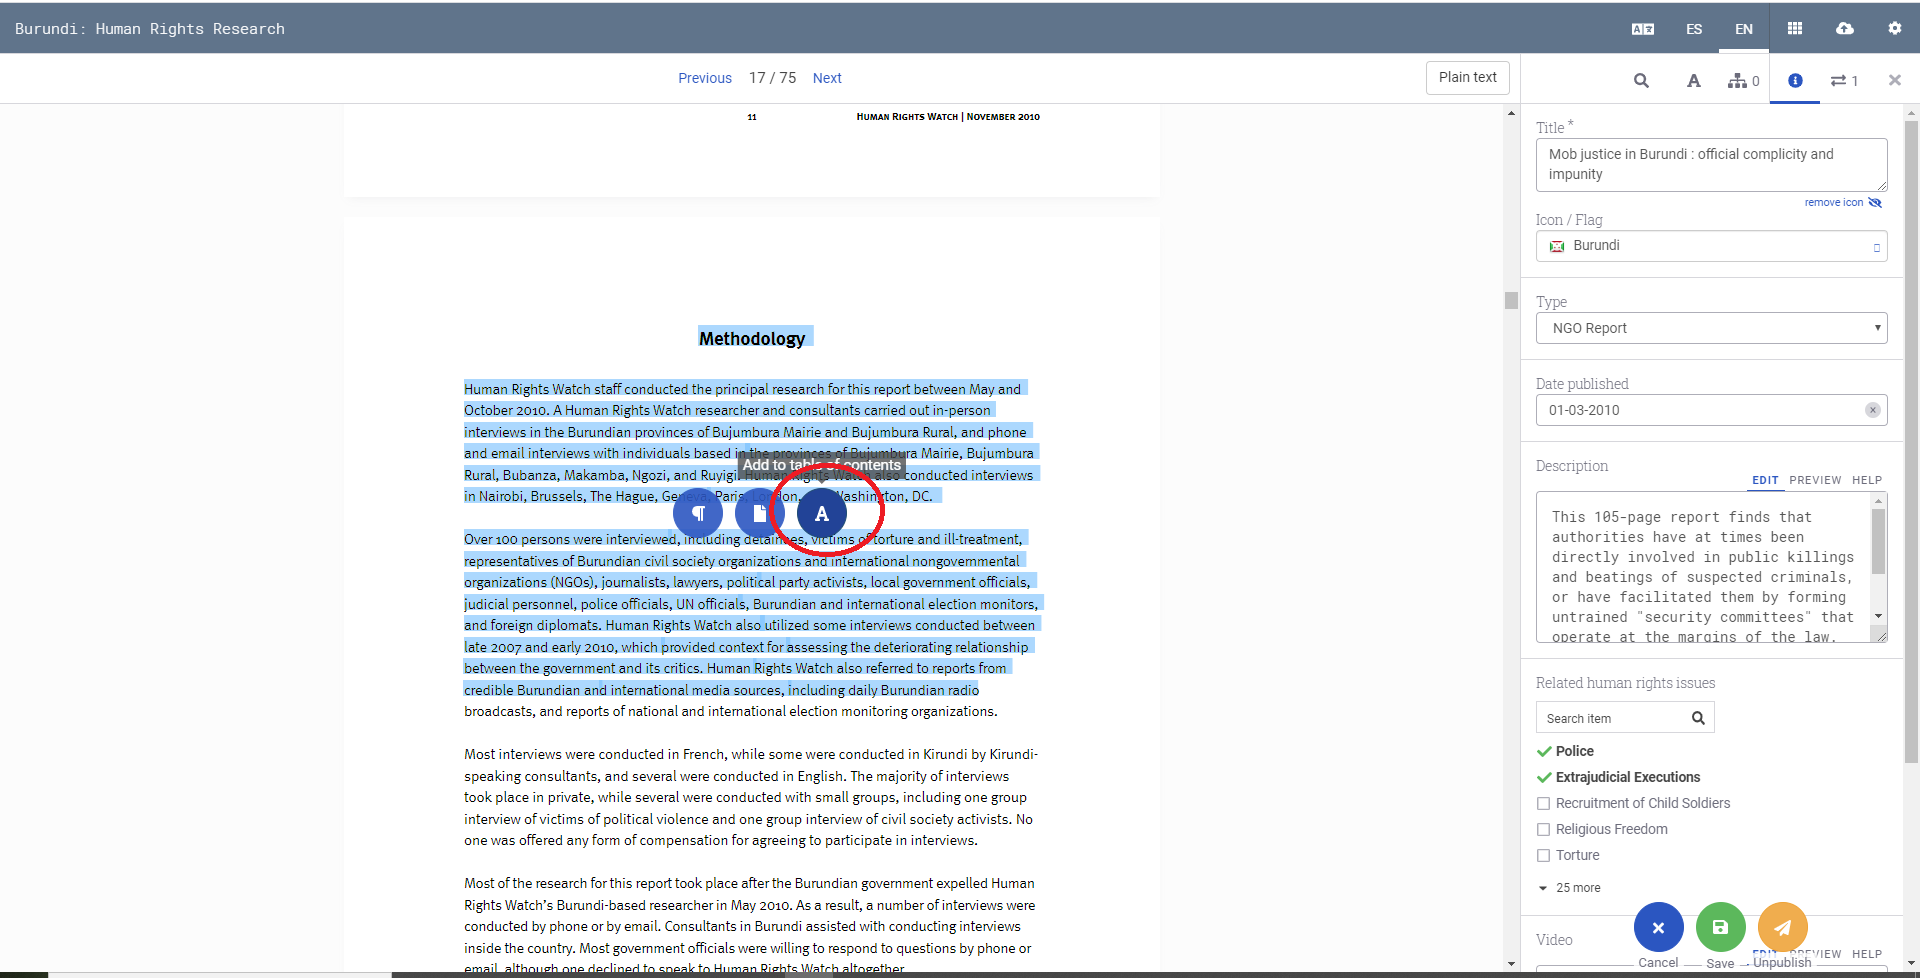 Burundi: Human Rights Research
ES
EN
Previous 17 / 75 Next
Plain text
A
0
1
11
HUMAN RIGHTS WATCH | NOVEMBER 2010
Methodology
Human Rights Watch staff conducted the principal research for this report between May and
October 2010. A Human Rights Watch researcher and consultants carried out in-person
interviews in the Burundian provinces of Bujumbura Mairie and Bujumbura Rural, and phone
and email interviews with individuals based in the provinces of Bujumbura Mairie, Bujumbura
Add to table of contents
Rural, Bubanza, Makamba, Ngozi, and Ruyigi. Human Rights Watch also conducted interviews
in Nairobi, Brussels, The Hague, Geneva, Paris, London, Washington, DC.
¶
A
Over 100 persons were interviewed, including detainees, victims of torture and ill-treatment,
representatives of Burundian civil society organizations and international nongovernmental
organizations (NGOs), journalists, lawyers, political party activists, local government officials,
judicial personnel, police officials, UN officials, Burundian and international election monitors,
and foreign diplomats. Human Rights Watch also utilized some interviews conducted between
late 2007 and early 2010, which provided context for assessing the deteriorating relationship
between the government and its critics. Human Rights Watch also referred to reports from
credible Burundian and international media sources, including daily Burundian radio
broadcasts, and reports of national and international election monitoring organizations.
Most interviews were conducted in French, while some were conducted in Kirundi by Kirundi-
speaking consultants, and several were conducted in English. The majority of interviews
took place in private, while several were conducted with small groups, including one group
interview of victims of political violence and one group interview of civil society activists. No
one was offered any form of compensation for agreeing to participate in interviews.
Most of the research for this report took place after the Burundian government expelled Human
Rights Watch's Burundi-based researcher in May 2010. As a result, a number of interviews were
conducted by phone or by email. Consultants in Burundi assisted with conducting interviews
inside the country. Most government officials were willing to respond to questions by phone or
email, although one declined to speak to Human Rights Watch altogether.
Title *
Mob justice in Burundi : official complicity and
impunity
remove icon
Icon / Flag
Burundi
Type
NGO Report
Date published
01-03-2010
Description
EDIT PREVIEW HELP
This 105-page report finds that
authorities have at times been
directly involved in public killings
and beatings of suspected criminals,
or have facilitated them by forming
untrained "security committees" that
operate at the margins of the law.
Related human rights issues
Search item
Police
Extrajudicial Executions
Recruitment of Child Soldiers
Religious Freedom
Torture
25 more
Video
EDIT PREVIEW HELP
Cancel Save Unpublish